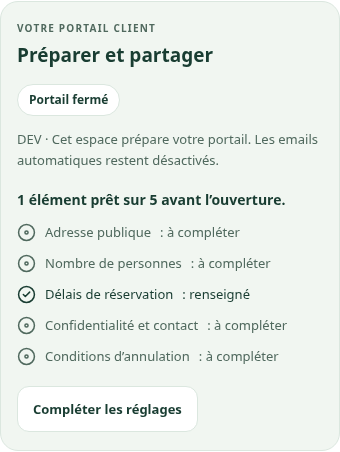 VOTRE PORTAIL CLIENT
Préparer et partager
Portail fermé
DEV · Cet espace prépare votre portail. Les emails
automatiques restent désactivés.
1 élément prêt sur 5 avant l’ouverture.
Adresse publique : à compléter
Nombre de personnes : à compléter
Délais de réservation : renseigné
Confidentialité et contact : à compléter
Conditions d’annulation : à compléter
Compléter les réglages